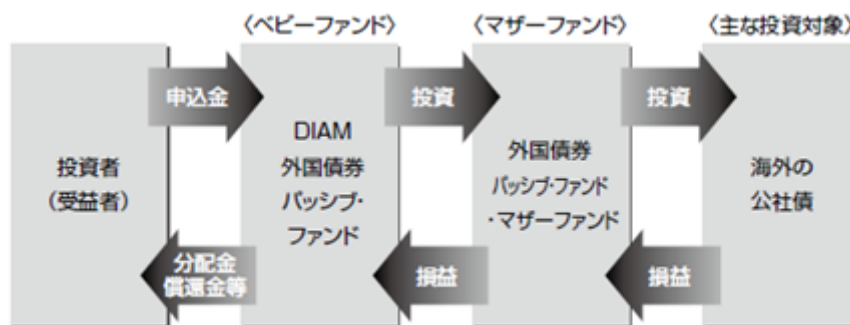 〈ベビーファンド〉
〈マザーファンド〉
〈主な投資対象〉
申込金
投資
投資
投資者
（受益者）
DIAM
外国債券
パッシブ・
ファンド
外国債券
パッシブ・ファンド
・マザーファンド
海外の
公社債
分配金
償還金等
損益
損益